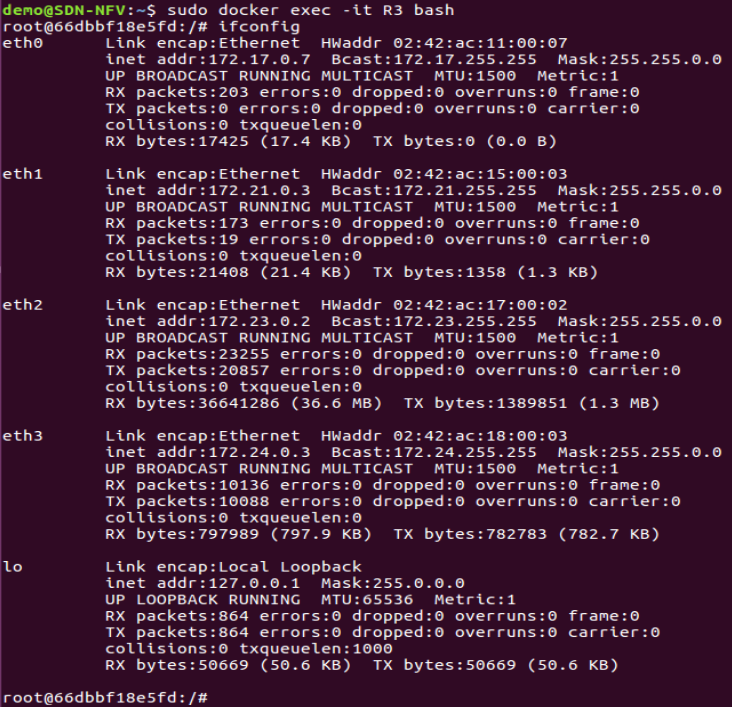 demo@SDN-NFV:~$ sudo docker exec -it R3 bash
root@66dbbf18e5fd:/# ifconfig
eth0      Link encap:Ethernet  HWaddr 02:42:ac:11:00:07
          inet addr:172.17.0.7  Bcast:172.17.255.255  Mask:255.255.0.0
          UP BROADCAST RUNNING MULTICAST  MTU:1500  Metric:1
          RX packets:203 errors:0 dropped:0 overruns:0 frame:0
          TX packets:0 errors:0 dropped:0 overruns:0 carrier:0
          collisions:0 txqueuelen:0
          RX bytes:17425 (17.4 KB)  TX bytes:0 (0.0 B)

eth1      Link encap:Ethernet  HWaddr 02:42:ac:15:00:03
          inet addr:172.21.0.3  Bcast:172.21.255.255  Mask:255.255.0.0
          UP BROADCAST RUNNING MULTICAST  MTU:1500  Metric:1
          RX packets:173 errors:0 dropped:0 overruns:0 frame:0
          TX packets:19 errors:0 dropped:0 overruns:0 carrier:0
          collisions:0 txqueuelen:0
          RX bytes:21408 (21.4 KB)  TX bytes:1358 (1.3 KB)

eth2      Link encap:Ethernet  HWaddr 02:42:ac:17:00:02
          inet addr:172.23.0.2  Bcast:172.23.255.255  Mask:255.255.0.0
          UP BROADCAST RUNNING MULTICAST  MTU:1500  Metric:1
          RX packets:23255 errors:0 dropped:0 overruns:0 frame:0
          TX packets:20857 errors:0 dropped:0 overruns:0 carrier:0
          collisions:0 txqueuelen:0
          RX bytes:36641286 (36.6 MB)  TX bytes:1389851 (1.3 MB)

eth3      Link encap:Ethernet  HWaddr 02:42:ac:18:00:03
          inet addr:172.24.0.3  Bcast:172.24.255.255  Mask:255.255.0.0
          UP BROADCAST RUNNING MULTICAST  MTU:1500  Metric:1
          RX packets:10136 errors:0 dropped:0 overruns:0 frame:0
          TX packets:10088 errors:0 dropped:0 overruns:0 carrier:0
          collisions:0 txqueuelen:0
          RX bytes:797989 (797.9 KB)  TX bytes:782783 (782.7 KB)

lo        Link encap:Local Loopback
          inet addr:127.0.0.1  Mask:255.0.0.0
          UP LOOPBACK RUNNING  MTU:65536  Metric:1
          RX packets:864 errors:0 dropped:0 overruns:0 frame:0
          TX packets:864 errors:0 dropped:0 overruns:0 carrier:0
          collisions:0 txqueuelen:1000
          RX bytes:50669 (50.6 KB)  TX bytes:50669 (50.6 KB)

root@66dbbf18e5fd:/#